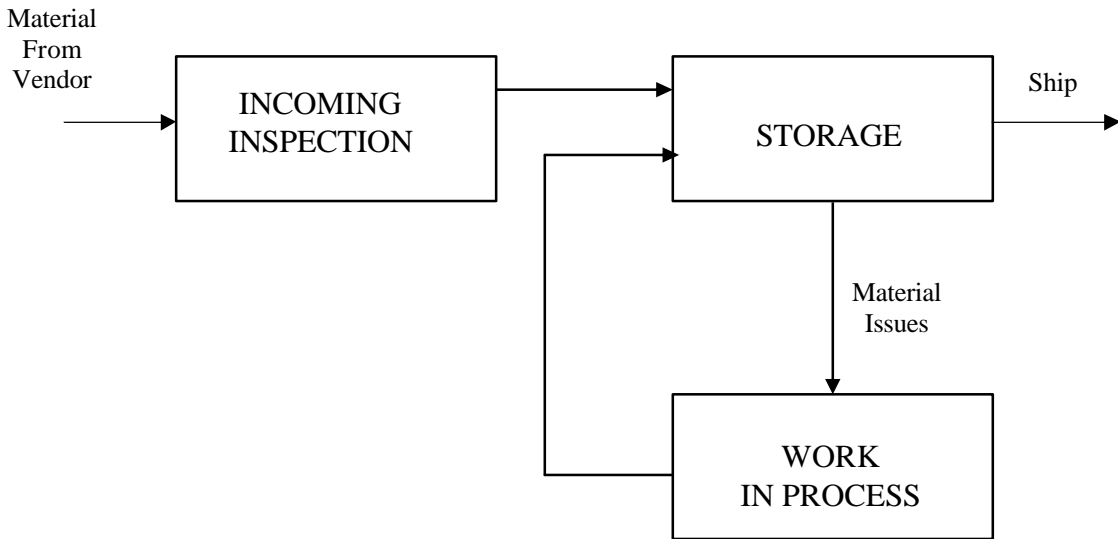 Material
From
Vendor
INCOMING
INSPECTION
STORAGE
Ship
Material
Issues
WORK
IN PROCESS